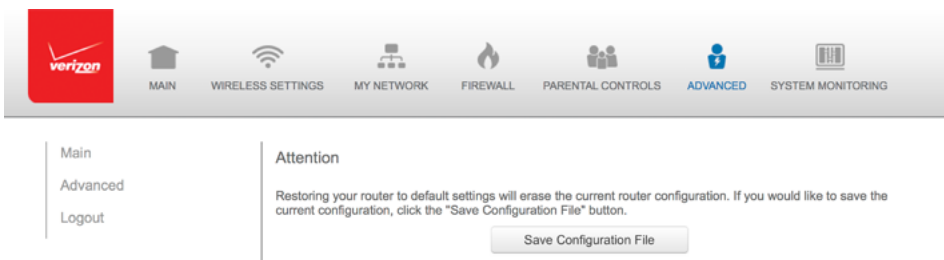 verizon
MAIN
WIRELESS SETTINGS
MY NETWORK
FIREWALL
PARENTAL CONTROLS
ADVANCED
SYSTEM MONITORING
Main
Advanced
Logout
Attention
Restoring your router to default settings will erase the current router configuration. If you would like to save the
current configuration, click the "Save Configuration File" button.
Save Configuration File